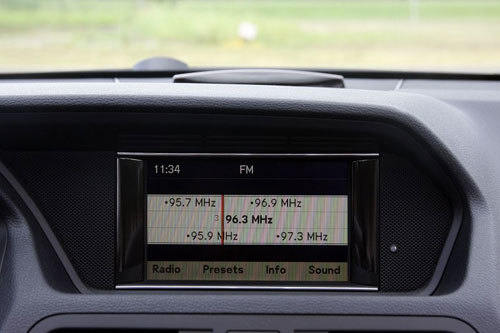 11:34 FM
•95.7 MHz •96.9 MHz
3 96.3 MHz
•95.9 MHz •97.3 MHz
Radio Presets Info Sound